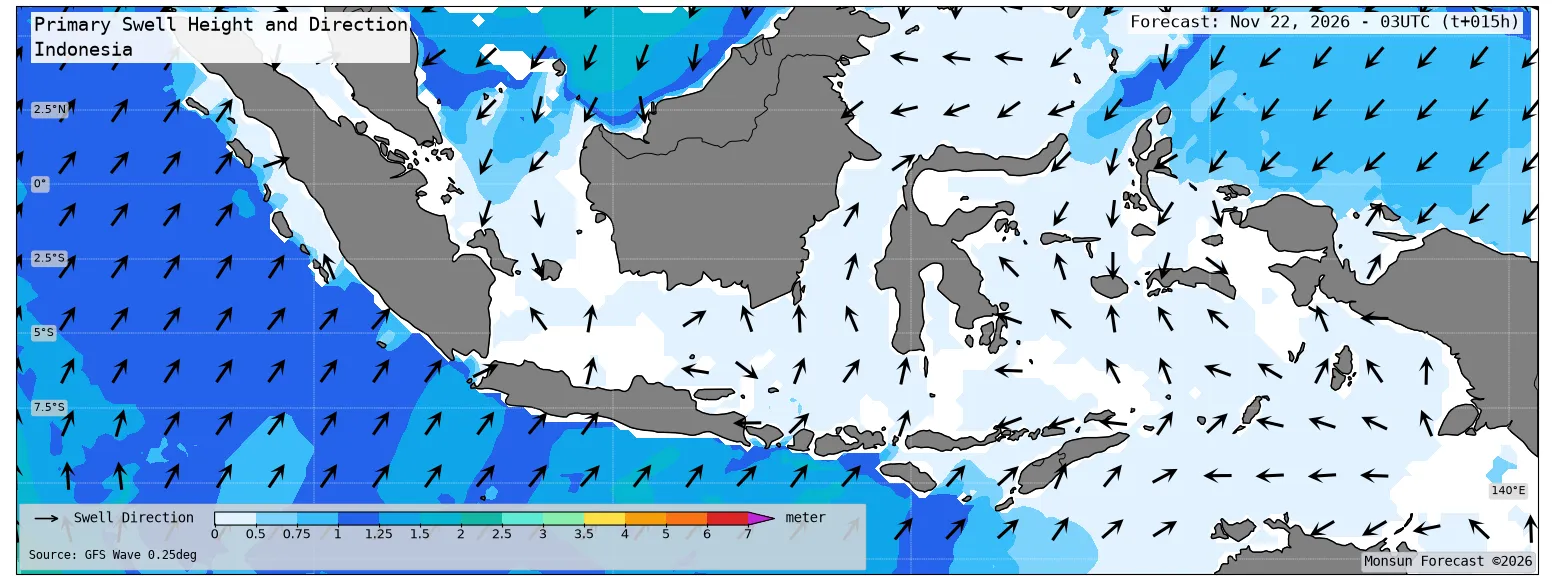 Primary Swell Height and Direction
Indonesia
Forecast: Nov 22, 2026 - 03UTC (t+015h)
2.5°N
0°
2.5°S
5°S
7.5°S
140°E
Swell Direction
0 0.5 0.75 1 1.25 1.5 2 2.5 3 3.5 4 5 6 7
meter
Source: GFS Wave 0.25deg
Monsun Forecast ©2026